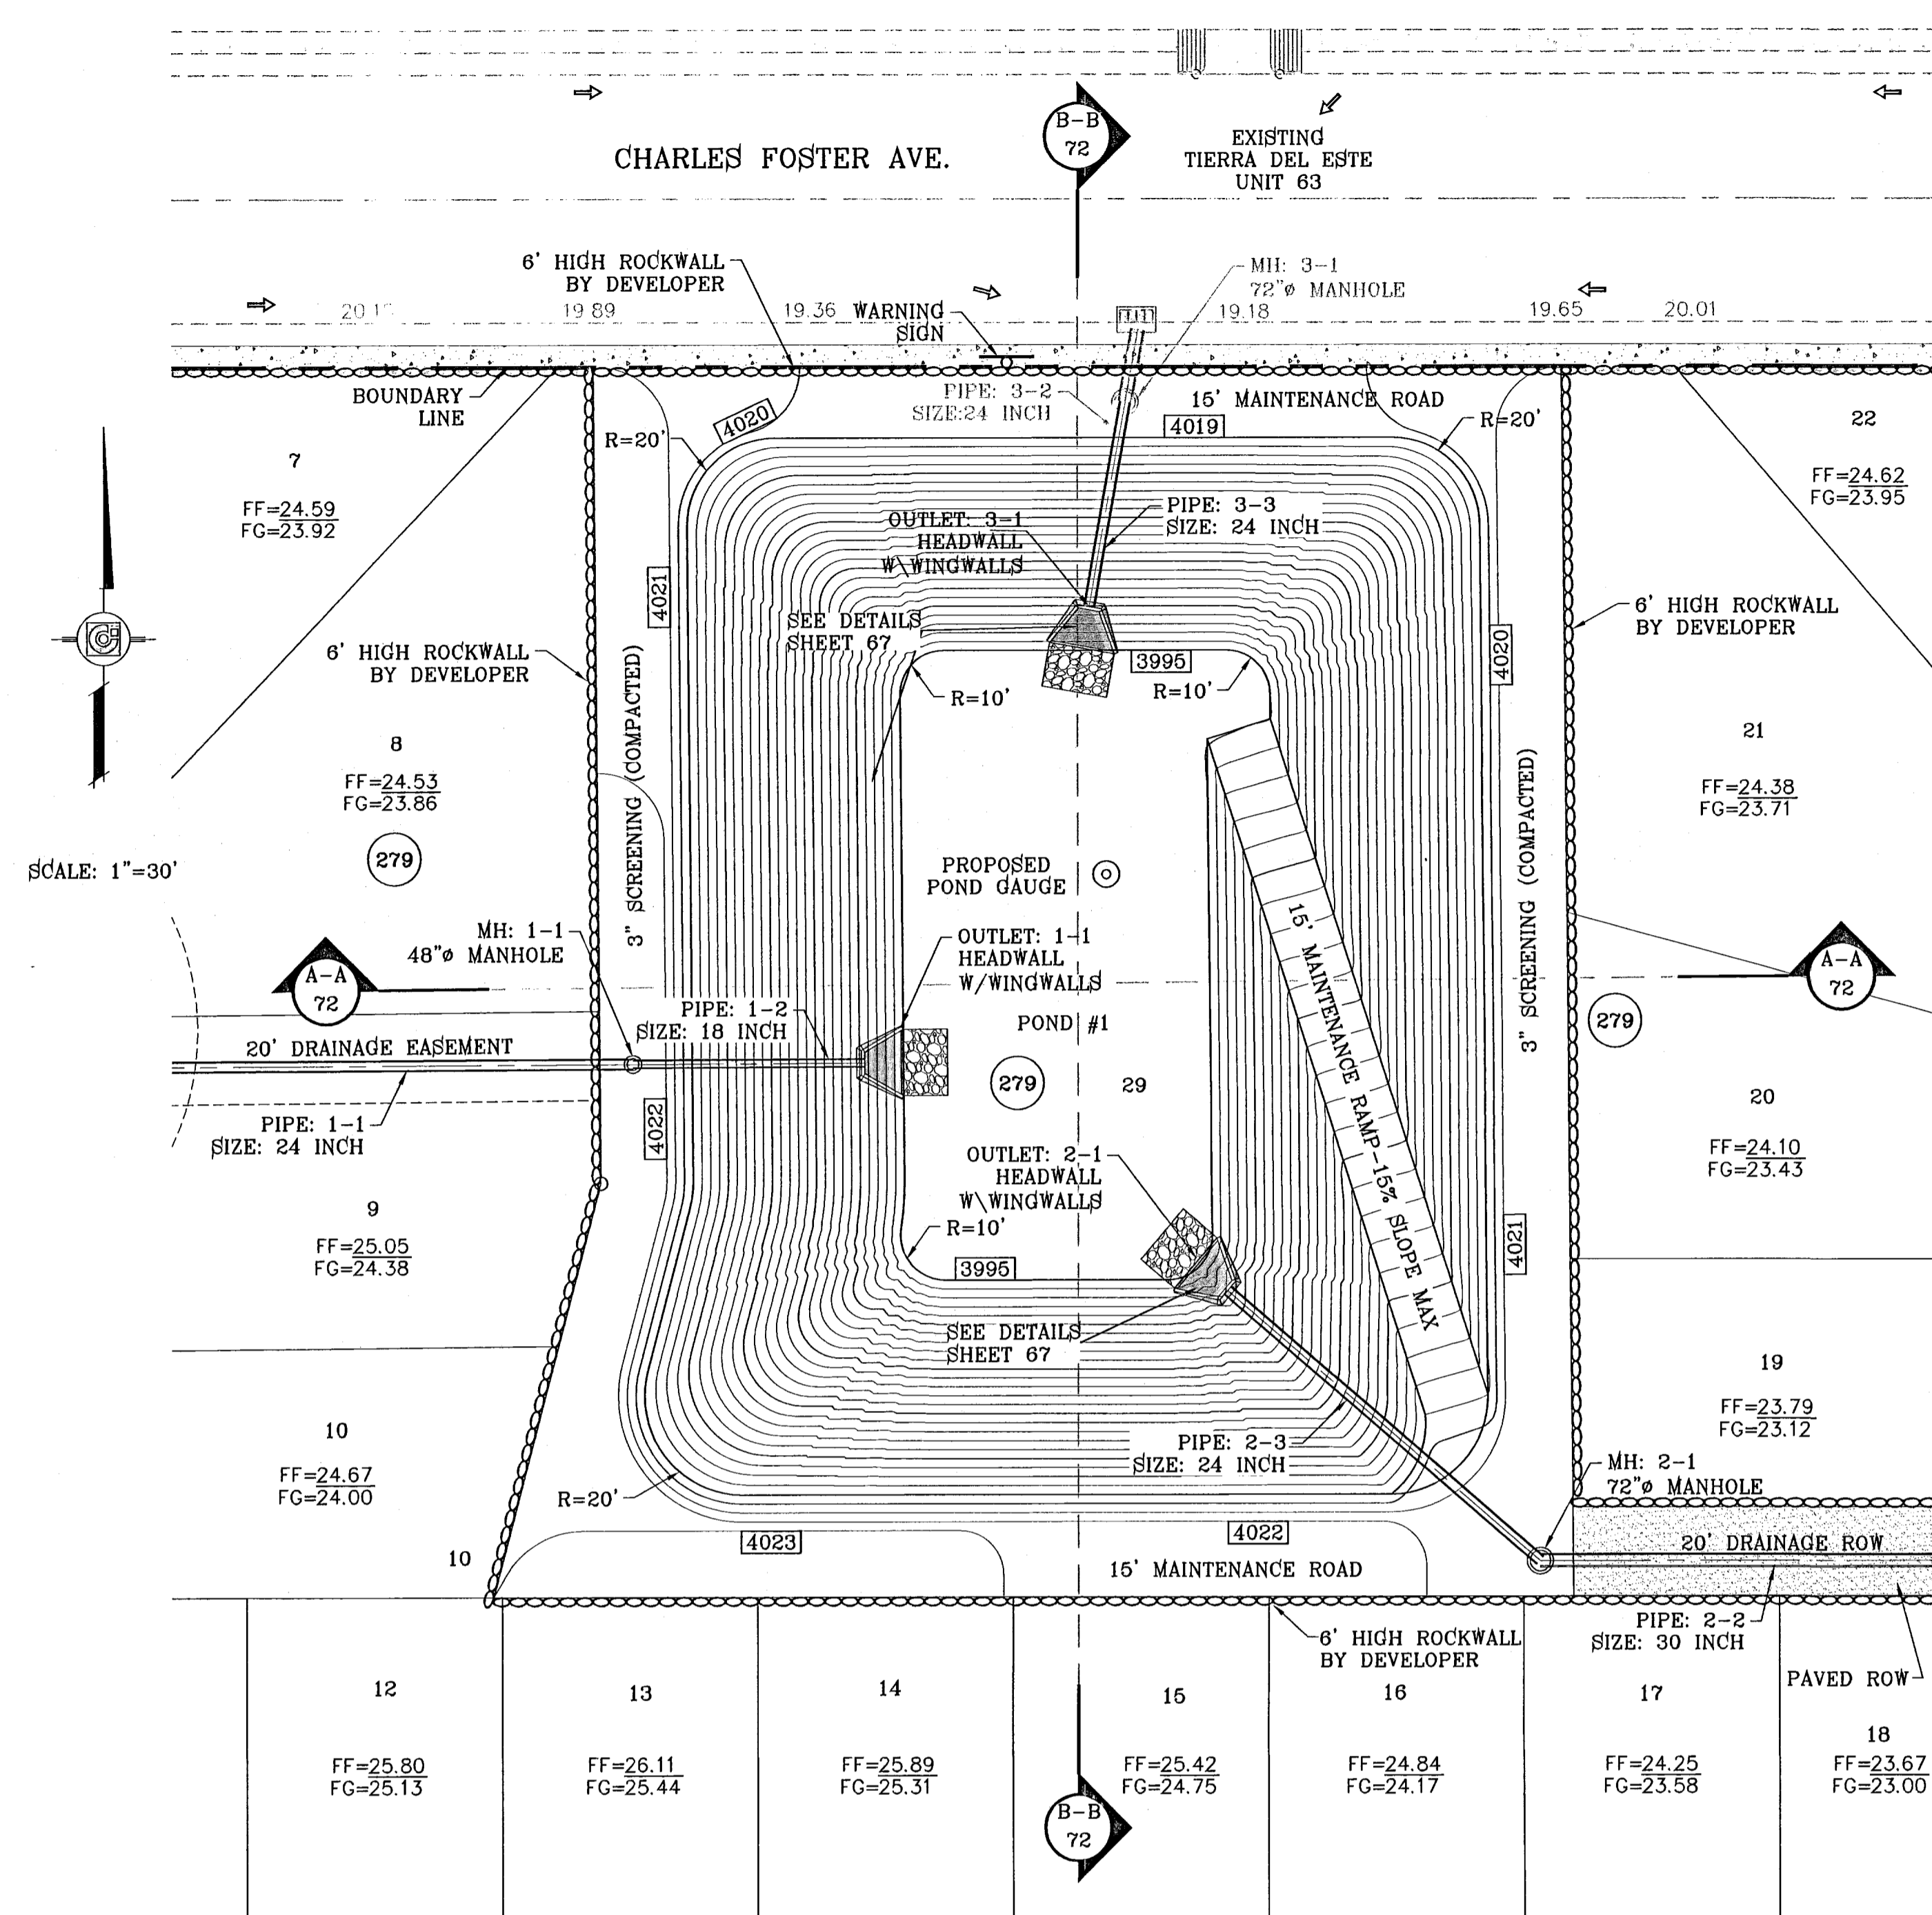 B-B
72
CHARLES FOSTER AVE.
EXISTING
TIERRA DEL ESTE
UNIT 63
6' HIGH ROCKWALL
BY DEVELOPER
MH: 3-1
72"ø MANHOLE
19.89
19.36
WARNING
SIGN
19.18
19.65
20.01
BOUNDARY
LINE
PIPE: 3-2
SIZE:24 INCH
15' MAINTENANCE ROAD
4020
4019
R=20'
R=20'
7
FF=24.59
FG=23.92
22
FF=24.62
FG=23.95
OUTLET: 3-1
HEADWALL
W\WINGWALLS
PIPE: 3-3
SIZE: 24 INCH
4021
SEE DETAILS
SHEET 67
6' HIGH ROCKWALL
BY DEVELOPER
6' HIGH ROCKWALL
BY DEVELOPER
4020
3995
R=10'
R=10'
3" SCREENING (COMPACTED)
3" SCREENING (COMPACTED)
8
FF=24.53
FG=23.86
279
21
FF=24.38
FG=23.71
SCALE: 1"=30'
PROPOSED
POND GAUGE
MH: 1-1
48"ø MANHOLE
OUTLET: 1-1
HEADWALL
W/WINGWALLS
A-A
72
A-A
72
PIPE: 1-2
SIZE: 18 INCH
POND #1
279
20' DRAINAGE EASEMENT
279
29
15' MAINTENANCE RAMP-15% SLOPE MAX
PIPE: 1-1
SIZE: 24 INCH
4022
20
FF=24.10
FG=23.43
OUTLET: 2-1
HEADWALL
W\WINGWALLS
9
FF=25.05
FG=24.38
R=10'
3995
4021
SEE DETAILS
SHEET 67
19
FF=23.79
FG=23.12
10
FF=24.67
FG=24.00
R=20'
PIPE: 2-3
SIZE: 24 INCH
MH: 2-1
72"ø MANHOLE
4023
4022
20' DRAINAGE ROW
10
15' MAINTENANCE ROAD
6' HIGH ROCKWALL
BY DEVELOPER
PIPE: 2-2
SIZE: 30 INCH
PAVED ROW
12
FF=25.80
FG=25.13
13
FF=26.11
FG=25.44
14
FF=25.89
FG=25.31
15
FF=25.42
FG=24.75
16
FF=24.84
FG=24.17
17
FF=24.25
FG=23.58
18
FF=23.67
FG=23.00
B-B
72